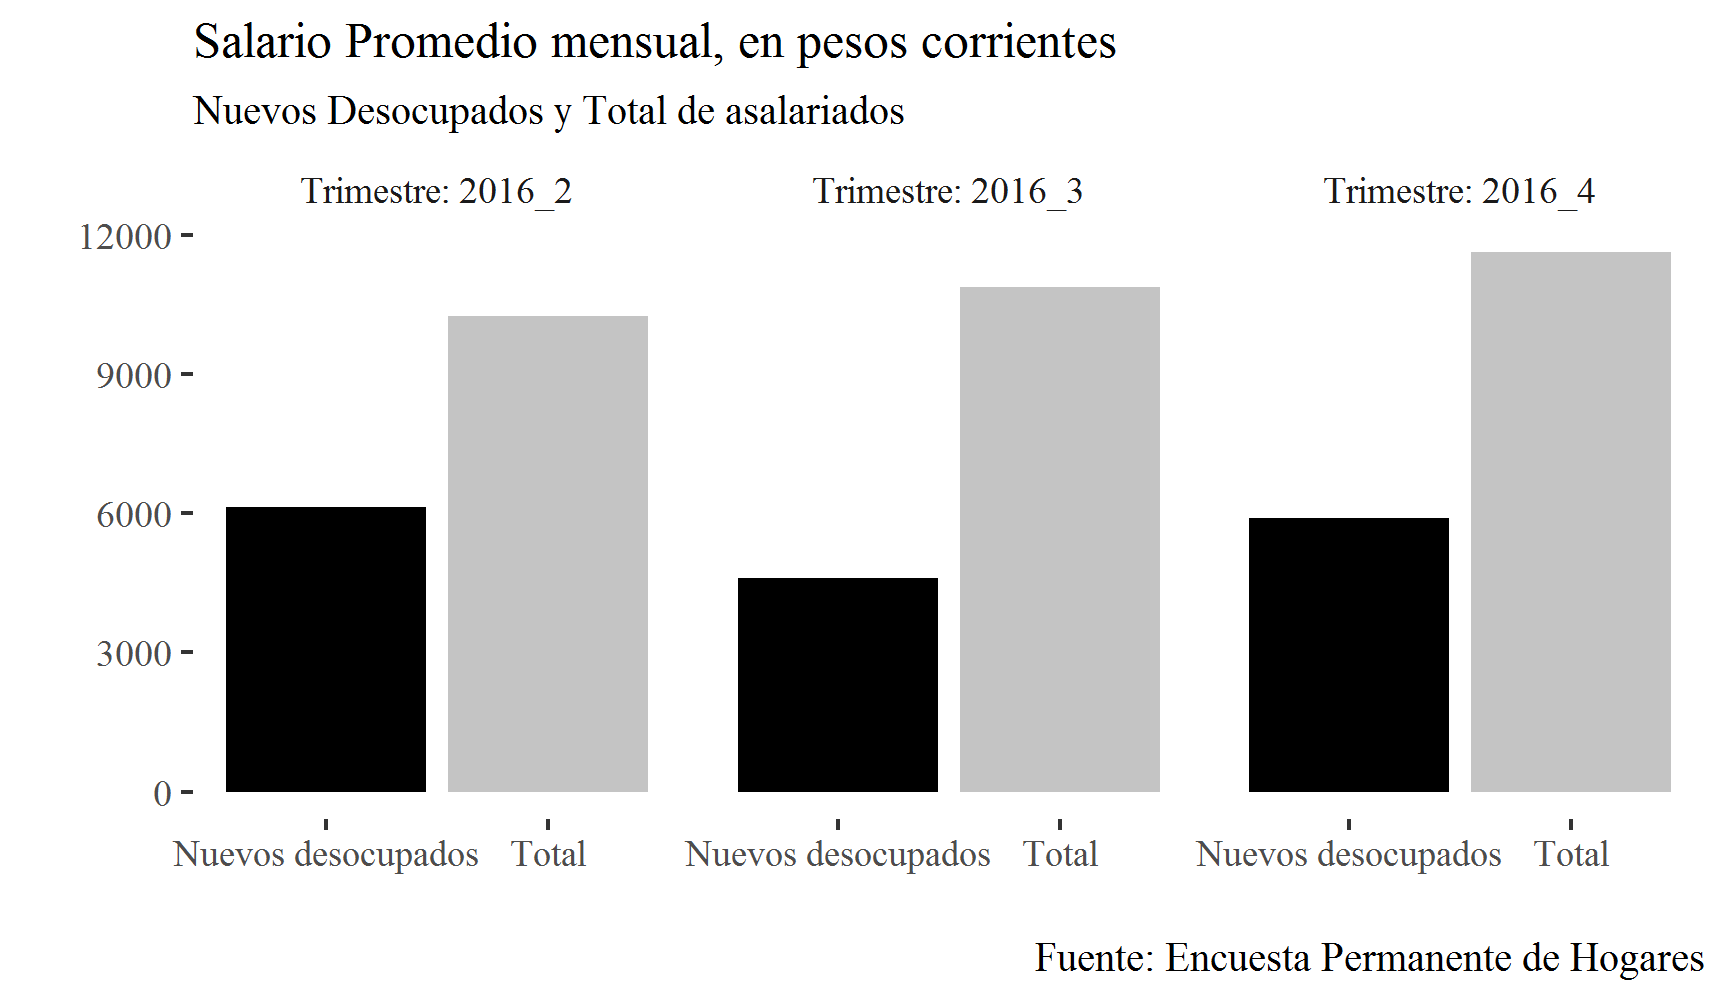 Salario Promedio mensual, en pesos corrientes
Nuevos Desocupados y Total de asalariados
Trimestre: 2016_2
Trimestre: 2016_3
Trimestre: 2016_4
12000
9000
6000
3000
0
Nuevos desocupados
Total
Nuevos desocupados
Total
Nuevos desocupados
Total
Fuente: Encuesta Permanente de Hogares